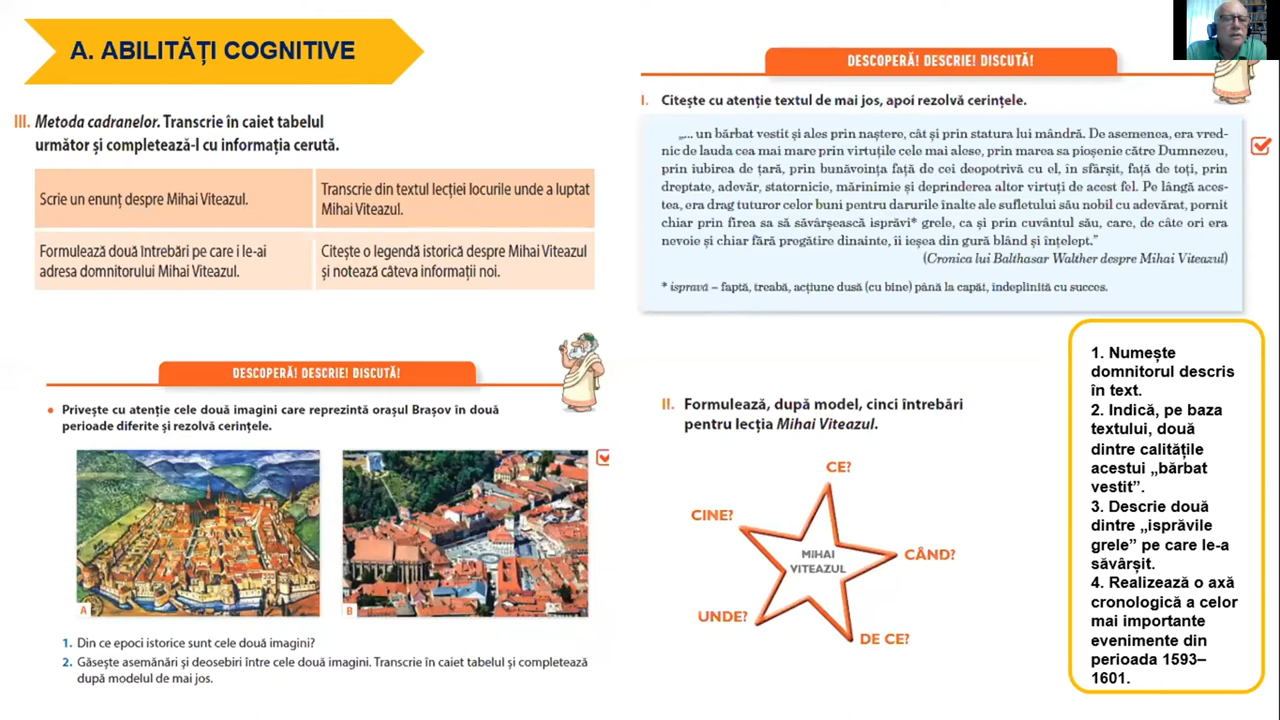 A. ABILITĂȚI COGNITIVE
III. Metoda cadranelor. Transcrie în caiet tabelul
următor și completează-l cu informația cerută.
Scrie un enunț despre Mihai Viteazul.
Transcrie din textul lecției locurile unde a luptat
Mihai Viteazul.
Formulează două întrebări pe care i le-ai
adresa domnitorului Mihai Viteazul.
Citește o legendă istorică despre Mihai Viteazul
și notează câteva informații noi.
DESCOPERĂ! DESCRIE! DISCUTĂ!
• Privește cu atenție cele două imagini care reprezintă orașul Brașov în două
perioade diferite și rezolvă cerințele.
A
B
1. Din ce epoci istorice sunt cele două imagini?
2. Găsește asemănări și deosebiri între cele două imagini. Transcrie în caiet tabelul și completează
după modelul de mai jos.
DESCOPERĂ! DESCRIE! DISCUTĂ!
I. Citește cu atenție textul de mai jos, apoi rezolvă cerințele.
„... un bărbat vestit și ales prin naștere, cât și prin statura lui mândră. De asemenea, era vred-
nic de lauda cea mai mare prin virtuțile cele mai alese, prin marea sa pioșenie către Dumnezeu,
prin iubirea de țară, prin bunăvoința față de cei deopotrivă cu el, în sfârșit, față de toți, prin
dreptate, adevăr, statornicie, mărinimie și deprinderea altor virtuți de acest fel. Pe lângă aces-
tea, era drag tuturor celor buni pentru darurile înalte ale sufletului său nobil cu adevărat, pornit
chiar prin firea sa să săvârșească isprăvi* grele, ca și prin cuvântul său, care, de câte ori era
nevoie și chiar fără pregătire dinainte, îi ieșea din gură blând și înțelept.”
(Cronica lui Balthasar Walther despre Mihai Viteazul)
* ispravă – faptă, treabă, acțiune dusă (cu bine) până la capăt, îndeplinită cu succes.
II. Formulează, după model, cinci întrebări
pentru lecția Mihai Viteazul.
CE?
CINE?
CÂND?
MIHAI
VITEAZUL
UNDE?
DE CE?
1. Numește
domnitorul descris
în text.
2. Indică, pe baza
textului, două
dintre calitățile
acestui „bărbat
vestit”.
3. Descrie două
dintre „isprăvile
grele” pe care le-a
săvârșit.
4. Realizează o axă
cronologică a celor
mai importante
evenimente din
perioada 1593–
1601.